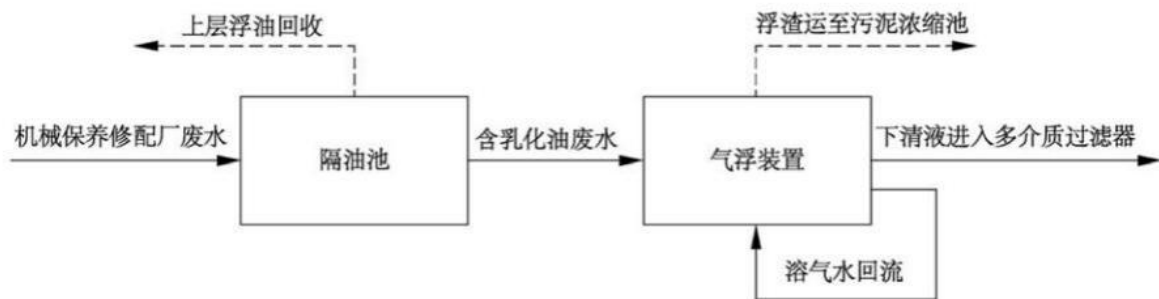 上层浮油回收
浮渣运至污泥浓缩池
机械保养修配厂废水
隔油池
含乳化油废水
气浮装置
下清液进入多介质过滤器
溶气水回流